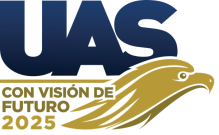 UAS
CON VISIÓN DE
FUTURO
2025